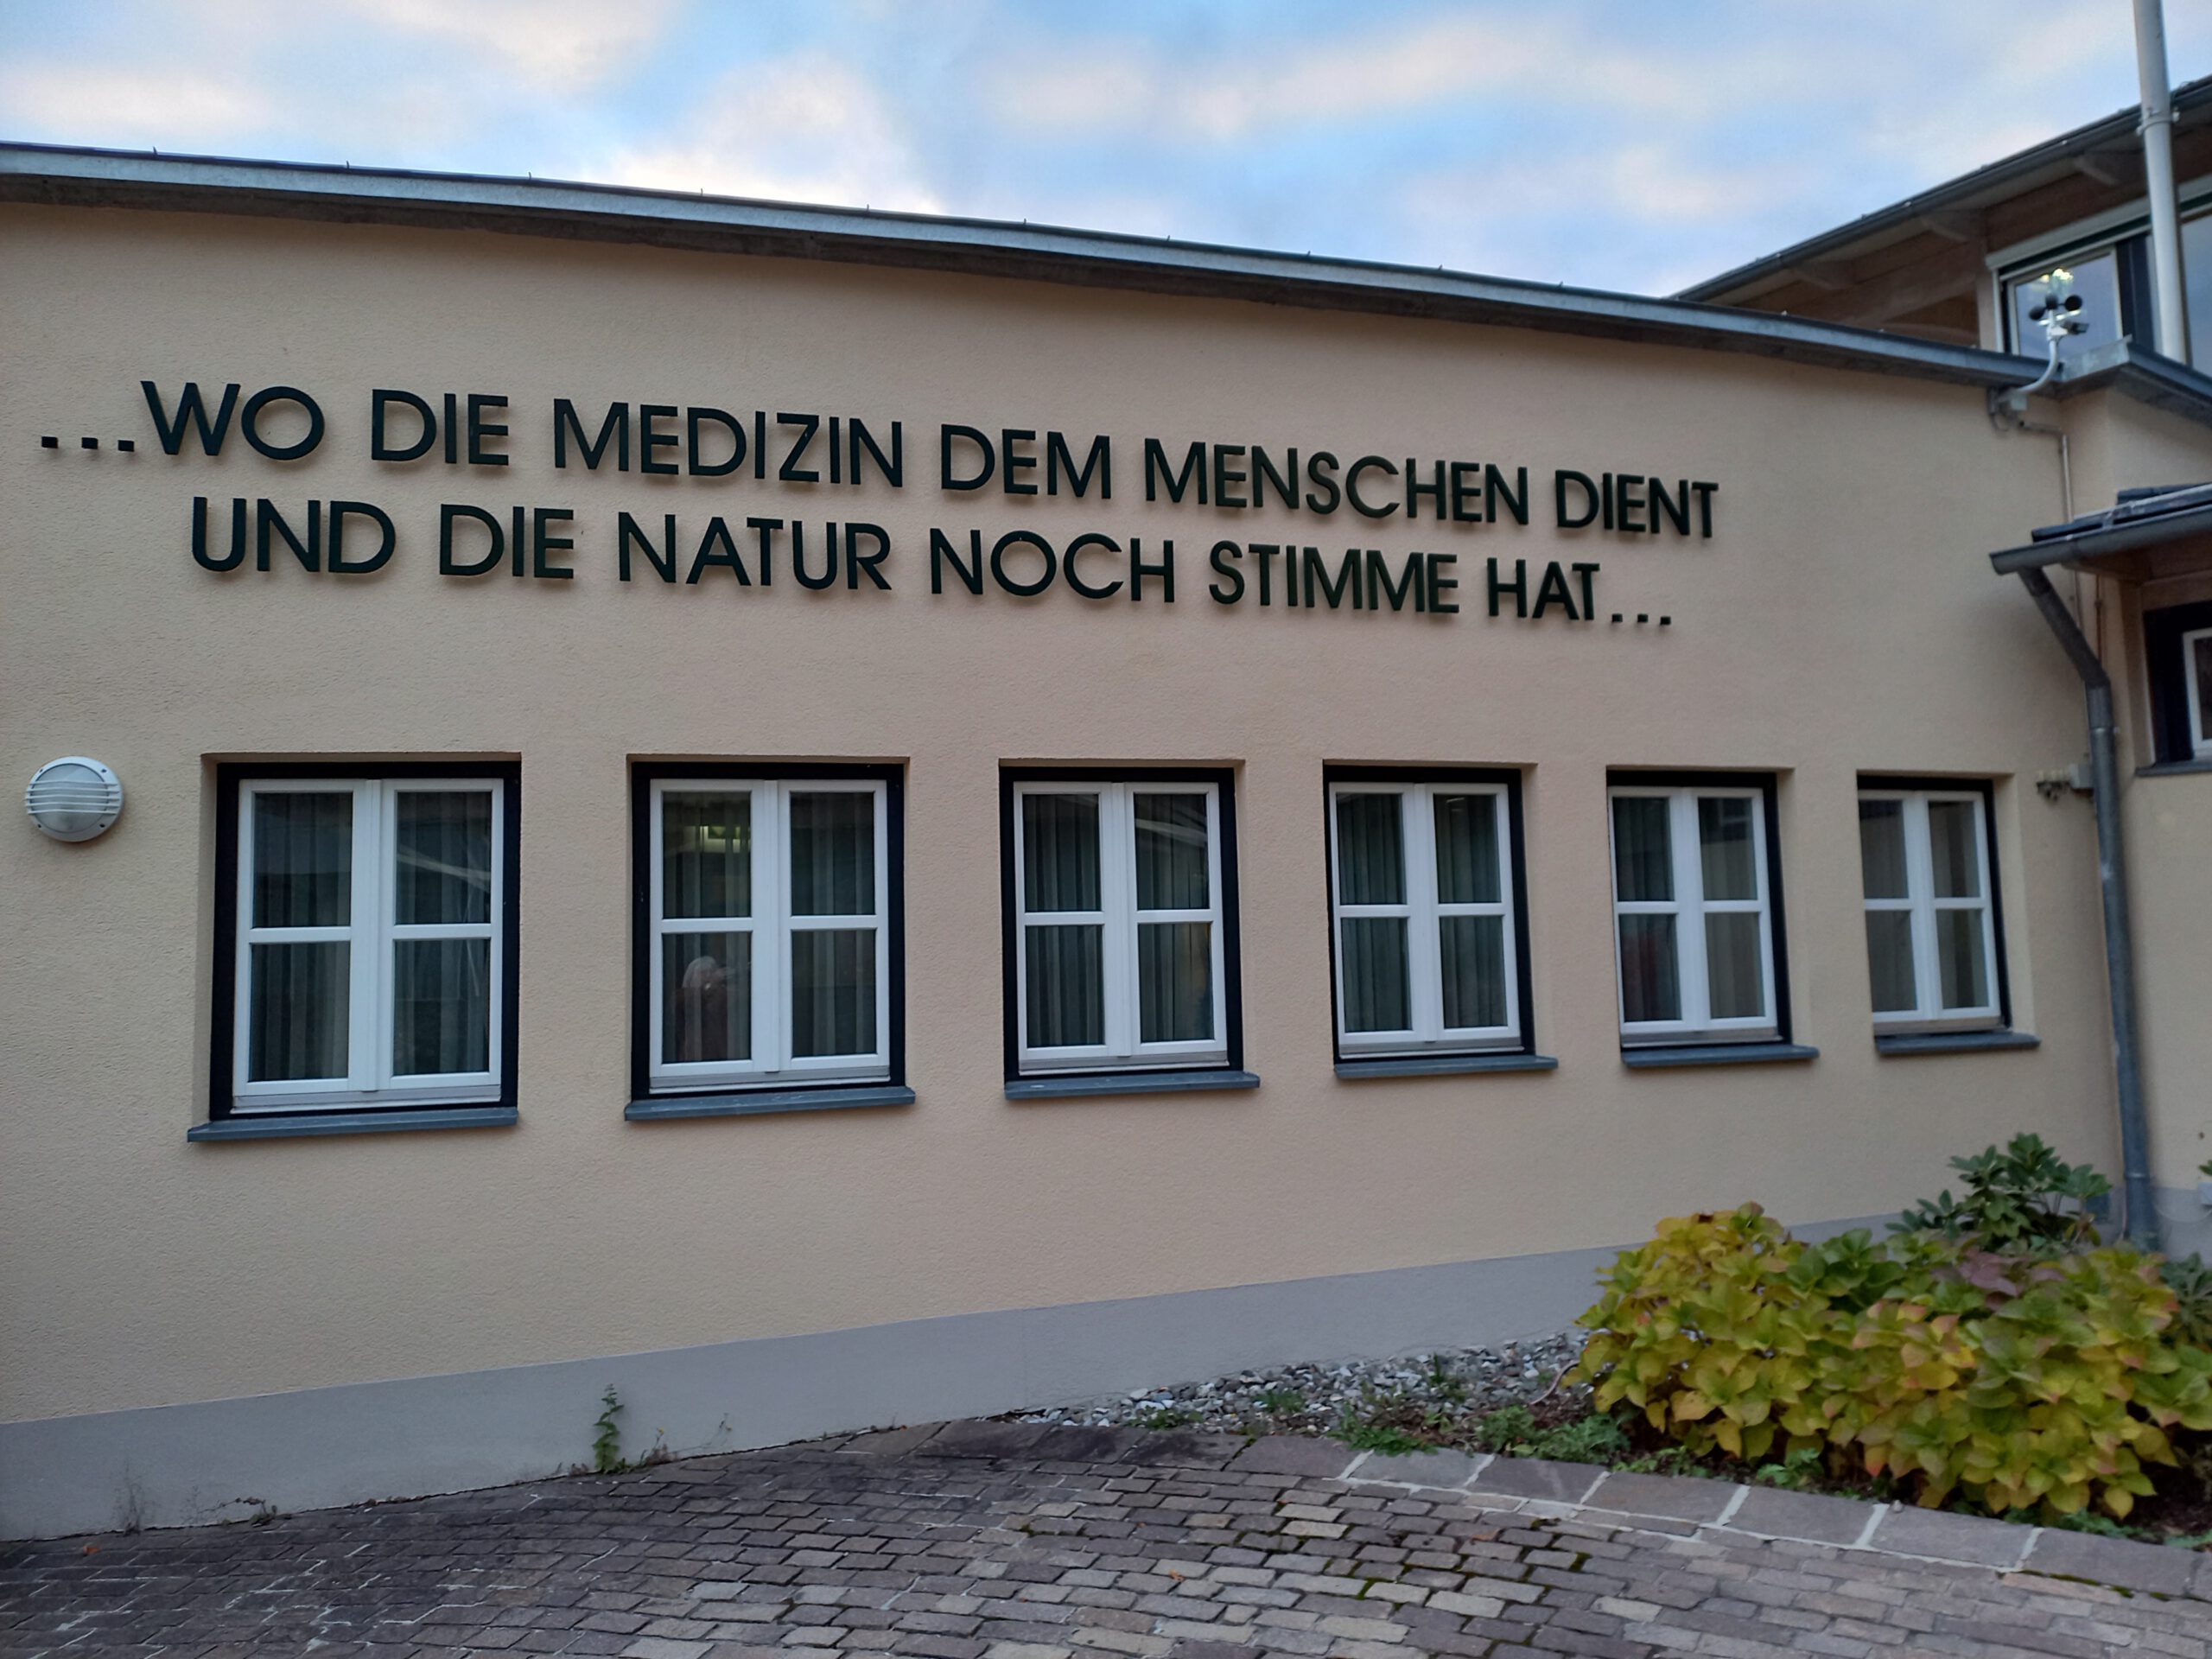 ...WO DIE MEDIZIN DEM MENSCHEN DIENT
UND DIE NATUR NOCH STIMME HAT...